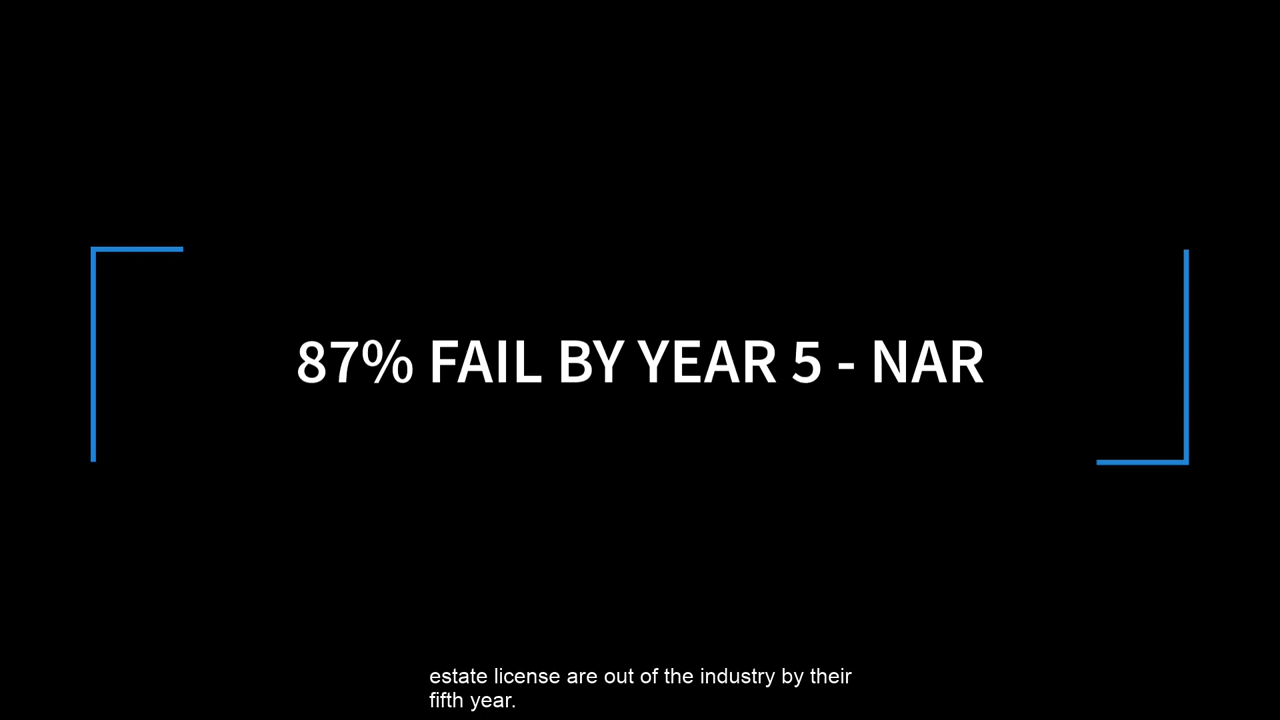 87% FAIL BY YEAR 5 - NAR
estate license are out of the industry by their
fifth year.